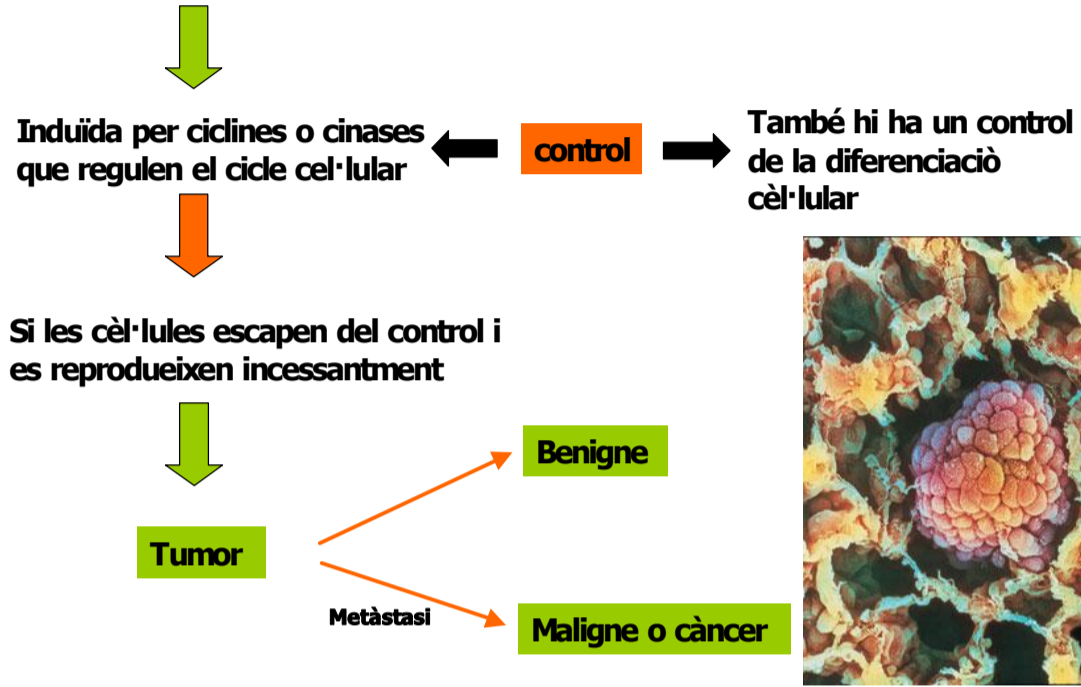 Induïda per ciclines o cinases
que regulen el cicle cel·lular
control
També hi ha un control
de la diferenciaciò
cèl·lular
Si les cèl·lules escapen del control i
es reprodueixen incessantment
Benigne
Tumor
Metàstasi
Maligne o càncer